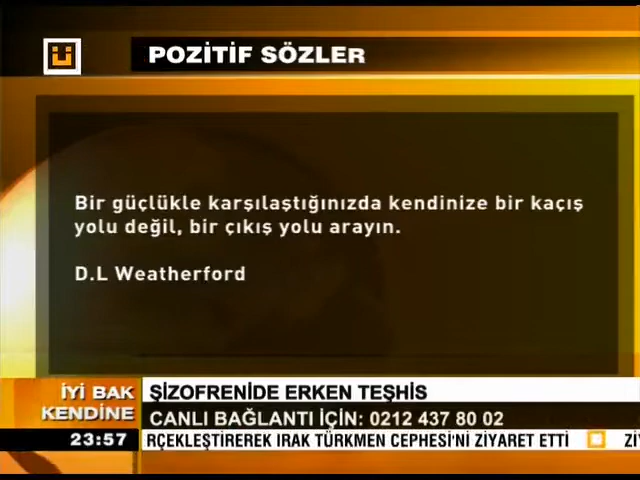 POZİTİF SÖZLER
Bir güçlükle karşılaştığınızda kendinize bir kaçış
yolu değil, bir çıkış yolu arayın.
D.L Weatherford
İYİ BAK
KENDİNE
ŞİZOFRENİDE ERKEN TEŞHİS
CANLI BAĞLANTI İÇİN: 0212 437 80 02
23:57
RÇEKLEŞTİREREK IRAK TÜRKMEN CEPHESİ'Nİ ZİYARET ETTİ